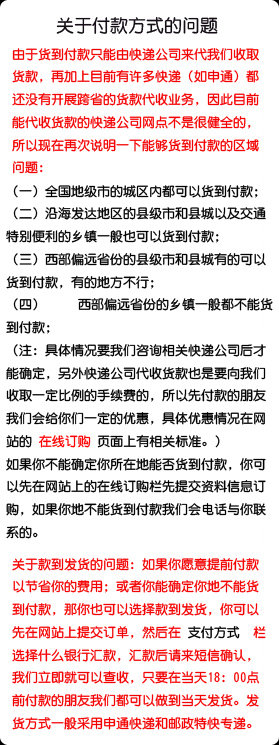 关于付款方式的问题
由于货到付款只能由快递公司来代我们收取
货款，再加上目前有许多快递（如申通）都
还没有开展跨省的货款代收业务，因此目前
能代收货款的快递公司网点不是很健全的，
所以现在再次说明一下能够货到付款的区域
问题：
（一）全国地级市的城区内都可以货到付款；
（二）沿海发达地区的县级市和县城以及交通
特别便利的乡镇一般也可以货到付款；
（三）西部偏远省份的县级市和县城有的可以
货到付款，有的地方不行；
（四） 西部偏远省份的乡镇一般都不能货
到付款；
（注：具体情况要我们咨询相关快递公司后才
能确定，另外快递公司代收货款也是要向我们
收取一定比例的手续费的，所以先付款的朋友
我们会给你们一定的优惠，具体优惠情况在网
站的 在线订购 页面上有相关标准。）
如果你不能确定你所在地能否货到付款，你可
以先在网站上的在线订购栏先提交资料信息订
购，如果你地不能货到付款我们会电话与你联
系的。
关于款到发货的问题：如果你愿意提前付款
以节省你的费用；或者你能确定你地不能货
到付款，那你也可以选择款到发货，你可以
先在网站上提交订单，然后在 支付方式 栏
选择什么银行汇款，汇款后请来短信确认，
我们立即就可以查收，只要在当天18：00点
前付款的朋友我们都可以做到当天发货。发
货方式一般采用申通快递和邮政特快专递。